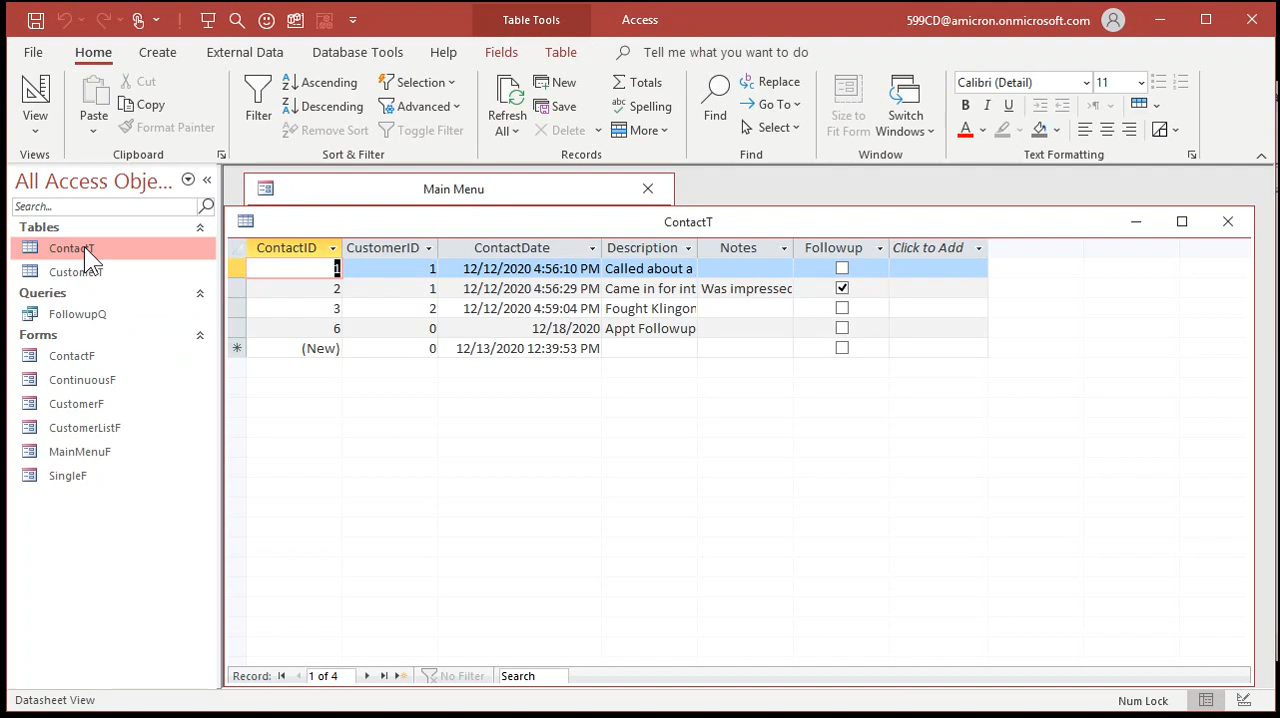 Table Tools
Access
599CD@amicron.onmicrosoft.com
File Home Create External Data Database Tools Help Fields Table Tell me what you want to do
View
Views
Paste
Cut
Copy
Format Painter
Clipboard
Filter
Ascending
Descending
Remove Sort
Selection
Advanced
Toggle Filter
Sort & Filter
Refresh
All
New
Save
Delete
Totals
Spelling
More
Records
Find
Replace
Go To
Select
Find
Size to
Fit Form
Switch
Windows
Window
Calibri (Detail) 11
B I U
A
Text Formatting
All Access Obje...
Search...
Tables
ContactT
Queries
FollowupQ
Forms
ContactF
ContinuousF
CustomerF
CustomerListF
MainMenuF
SingleF
Main Menu
ContactT
ContactID CustomerID ContactDate Description Notes Followup Click to Add
1 1 12/12/2020 4:56:10 PM Called about a
2 1 12/12/2020 4:56:29 PM Came in for int Was impressed
3 2 12/12/2020 4:59:04 PM Fought Klingon
6 0 12/18/2020 Appt Followup
(New) 0 12/13/2020 12:39:53 PM
Record: 1 of 4 No Filter Search
Datasheet View Num Lock